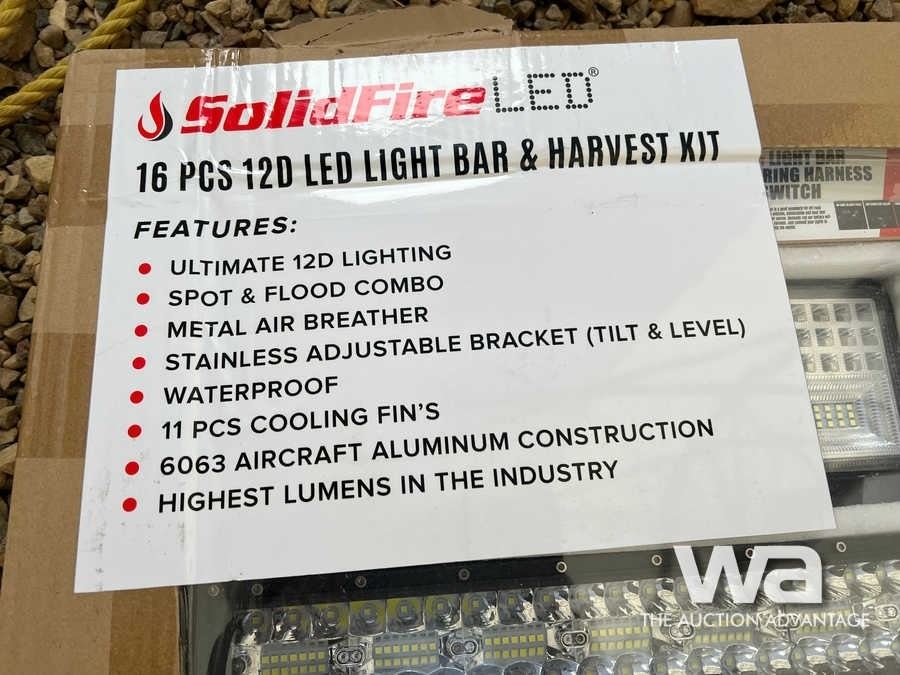 SolidFire LED®
16 PCS 12D LED LIGHT BAR & HARVEST KIT
FEATURES:
• ULTIMATE 12D LIGHTING
• SPOT & FLOOD COMBO
• METAL AIR BREATHER
• STAINLESS ADJUSTABLE BRACKET (TILT & LEVEL)
• WATERPROOF
• 11 PCS COOLING FIN'S
• 6063 AIRCRAFT ALUMINUM CONSTRUCTION
• HIGHEST LUMENS IN THE INDUSTRY
LIGHT BAR
RING HARNESS
WITCH
wa
THE AUCTION ADVANTAGE